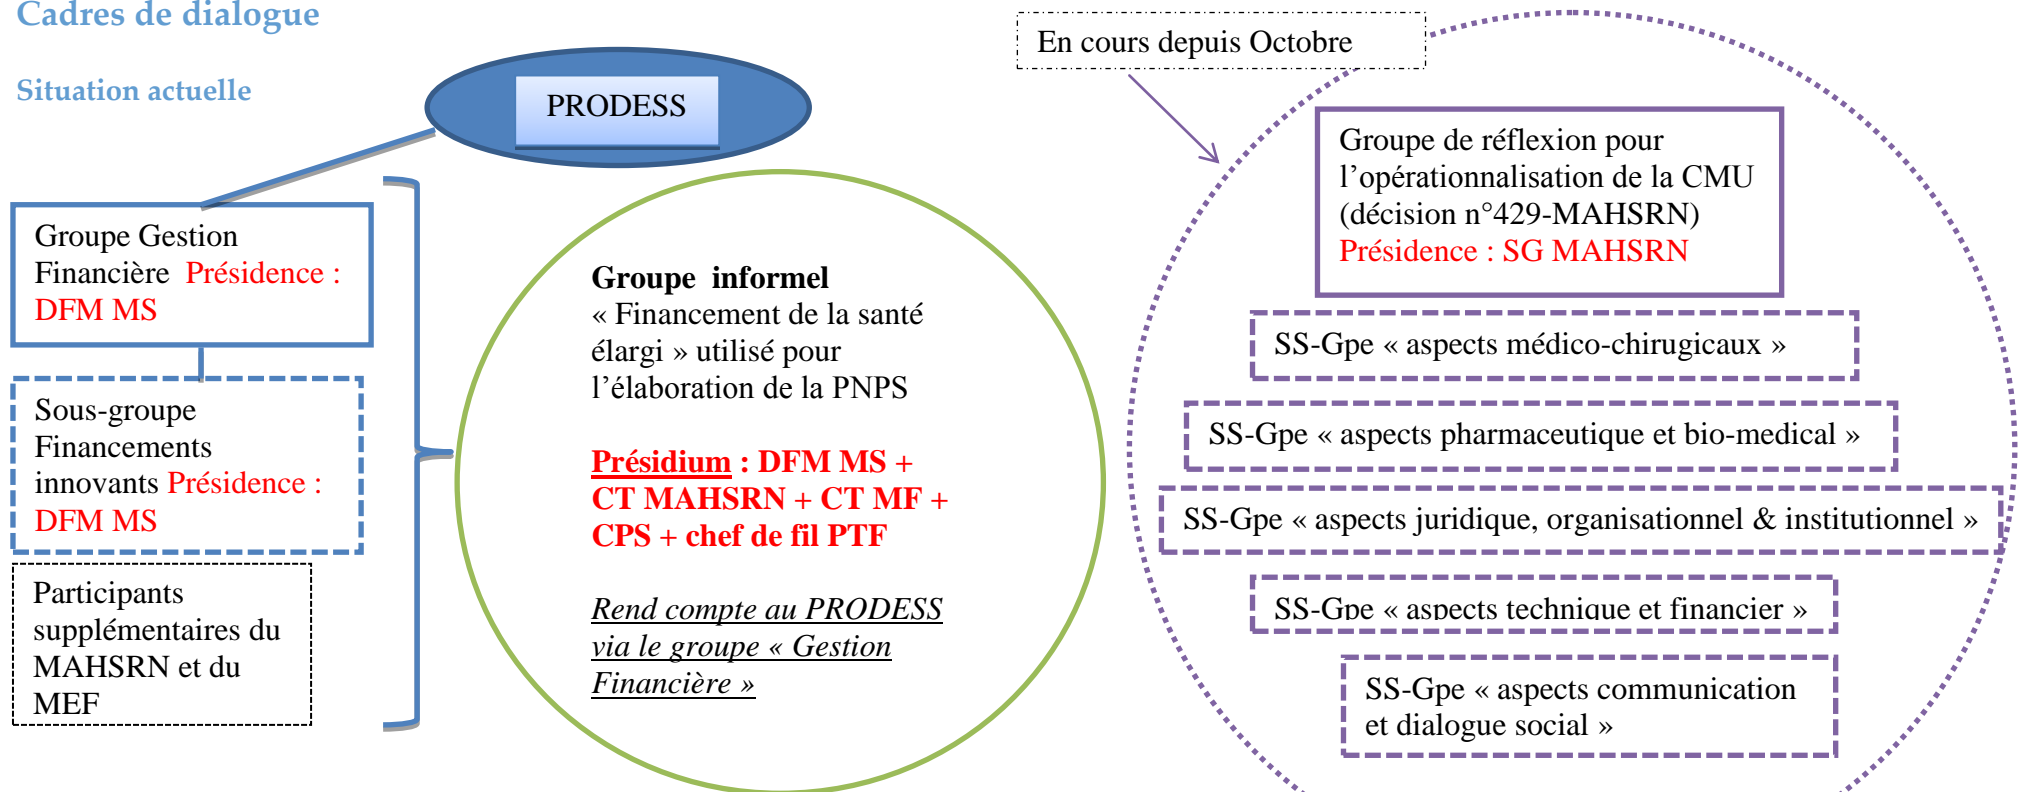 Cadres de dialogue
Situation actuelle
PRODESS
Groupe Gestion
Financière Présidence :
DFM MS
Sous-groupe
Financements
innovants Présidence :
DFM MS
Participants
supplémentaires du
MAHSRN et du
MEF
Groupe informel
« Financement de la santé
élargi » utilisé pour
l’élaboration de la PNPS
Présidium : DFM MS +
CT MAHSRN + CT MF +
CPS + chef de fil PTF
Rend compte au PRODESS
via le groupe « Gestion
Financière »
En cours depuis Octobre
Groupe de réflexion pour
l’opérationnalisation de la CMU
(décision n°429-MAHSRN)
Présidence : SG MAHSRN
SS-Gpe « aspects médico-chirugicaux »
SS-Gpe « aspects pharmaceutique et bio-medical »
SS-Gpe « aspects juridique, organisationnel & institutionnel »
SS-Gpe « aspects technique et financier »
SS-Gpe « aspects communication
et dialogue social »